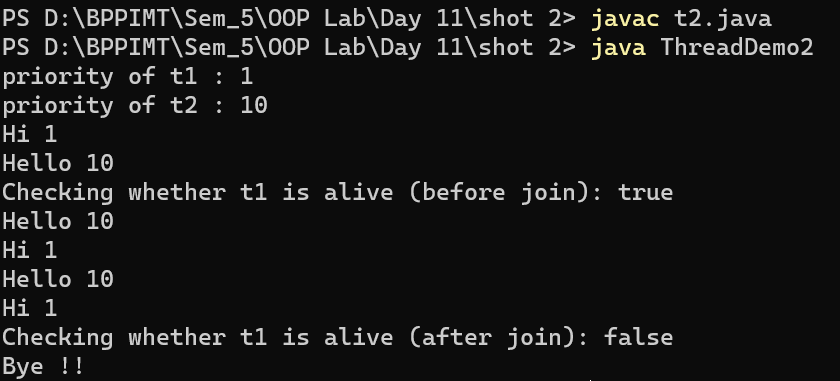 PS D:\BPPIMT\Sem_5\OOP Lab\Day 11\shot 2> javac t2.java
PS D:\BPPIMT\Sem_5\OOP Lab\Day 11\shot 2> java ThreadDemo2
priority of t1 : 1
priority of t2 : 10
Hi 1
Hello 10
Checking whether t1 is alive (before join): true
Hello 10
Hi 1
Hello 10
Hi 1
Checking whether t1 is alive (after join): false
Bye !!